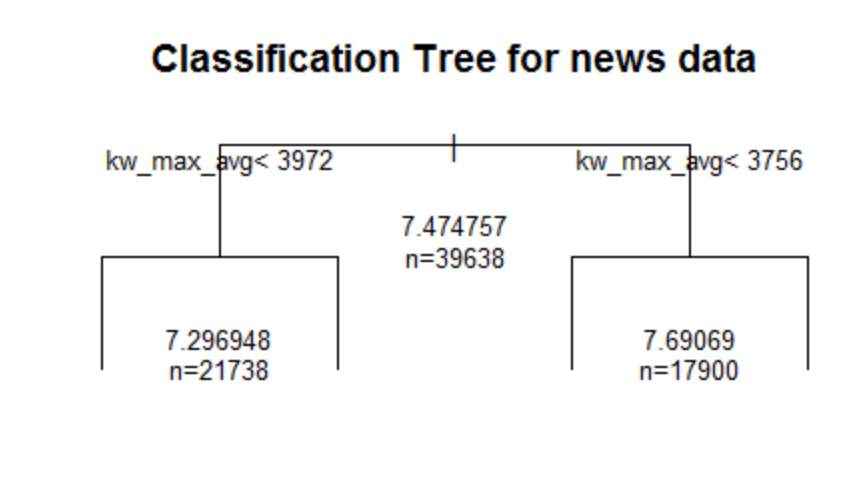 Classification Tree for news data
kw_max_avg< 3972
kw_max_avg< 3756
7.474757
n=39638
7.296948
n=21738
7.69069
n=17900